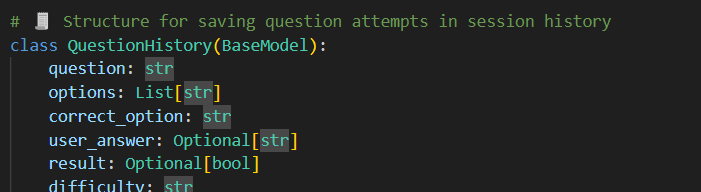 # 🧾 Structure for saving question attempts in session history
class QuestionHistory(BaseModel):
    question: str
    options: List[str]
    correct_option: str
    user_answer: Optional[str]
    result: Optional[bool]
    difficulty: str